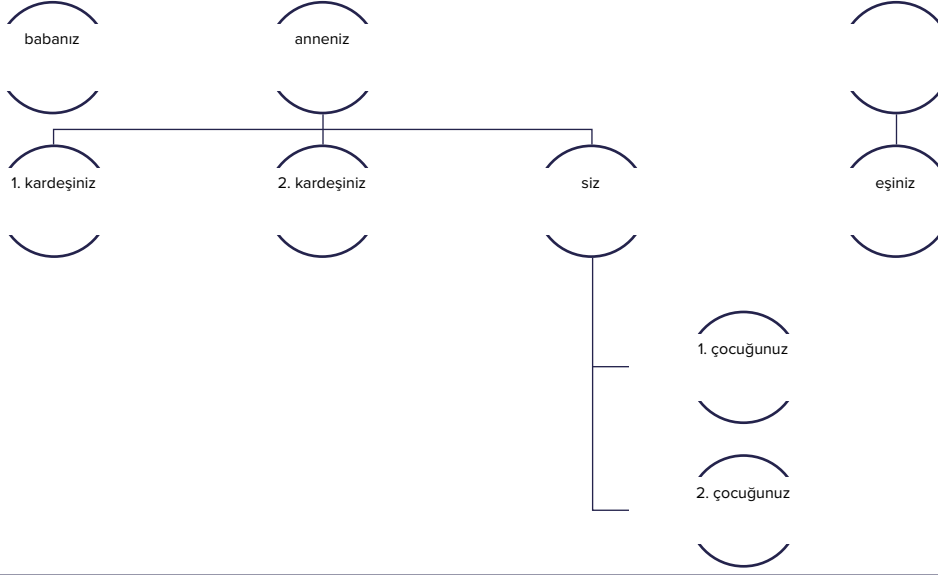 babanız
anneniz
1. kardeşiniz
2. kardeşiniz
siz
eşiniz
1. çocuğunuz
2. çocuğunuz